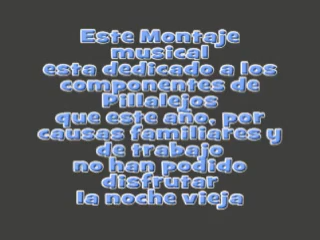 Este Montaje
musical
esta dedicado a los
componentes de
Pillalejos
que este año, por
causas familiares y
de trabajo
no han podido
disfrutar
la noche vieja